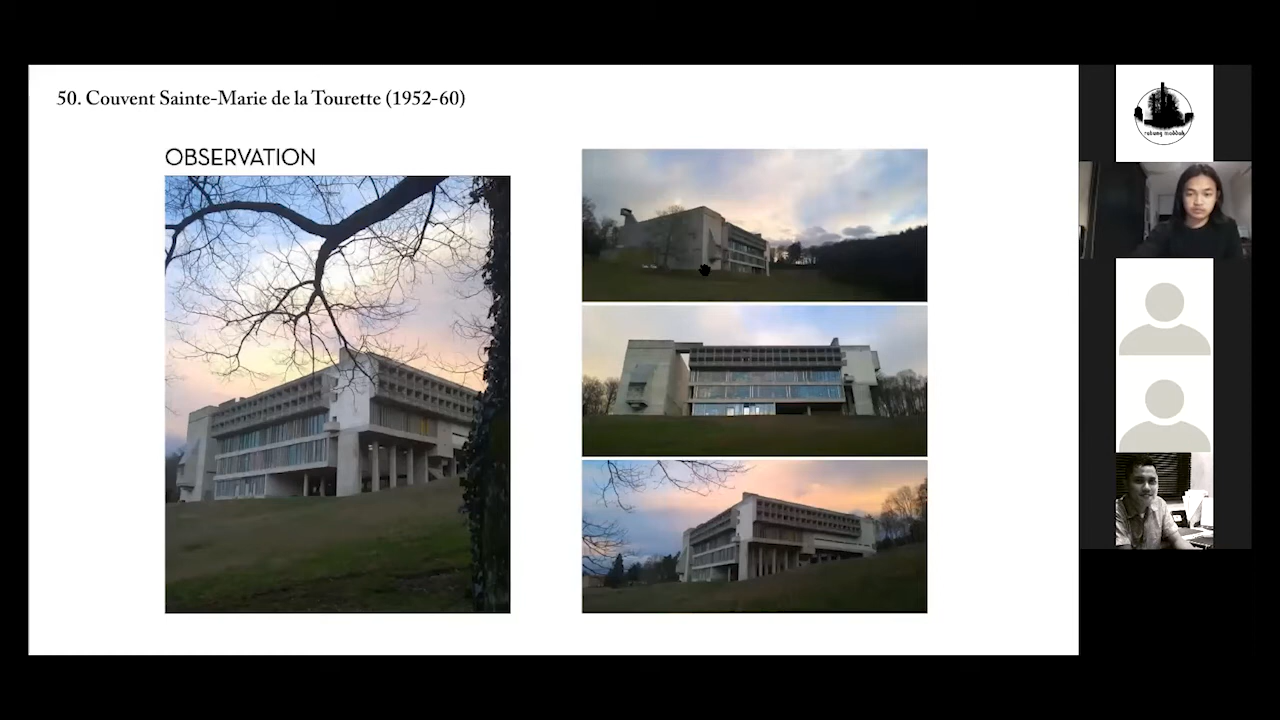 50. Couvent Sainte-Marie de la Tourette (1952-60)
OBSERVATION